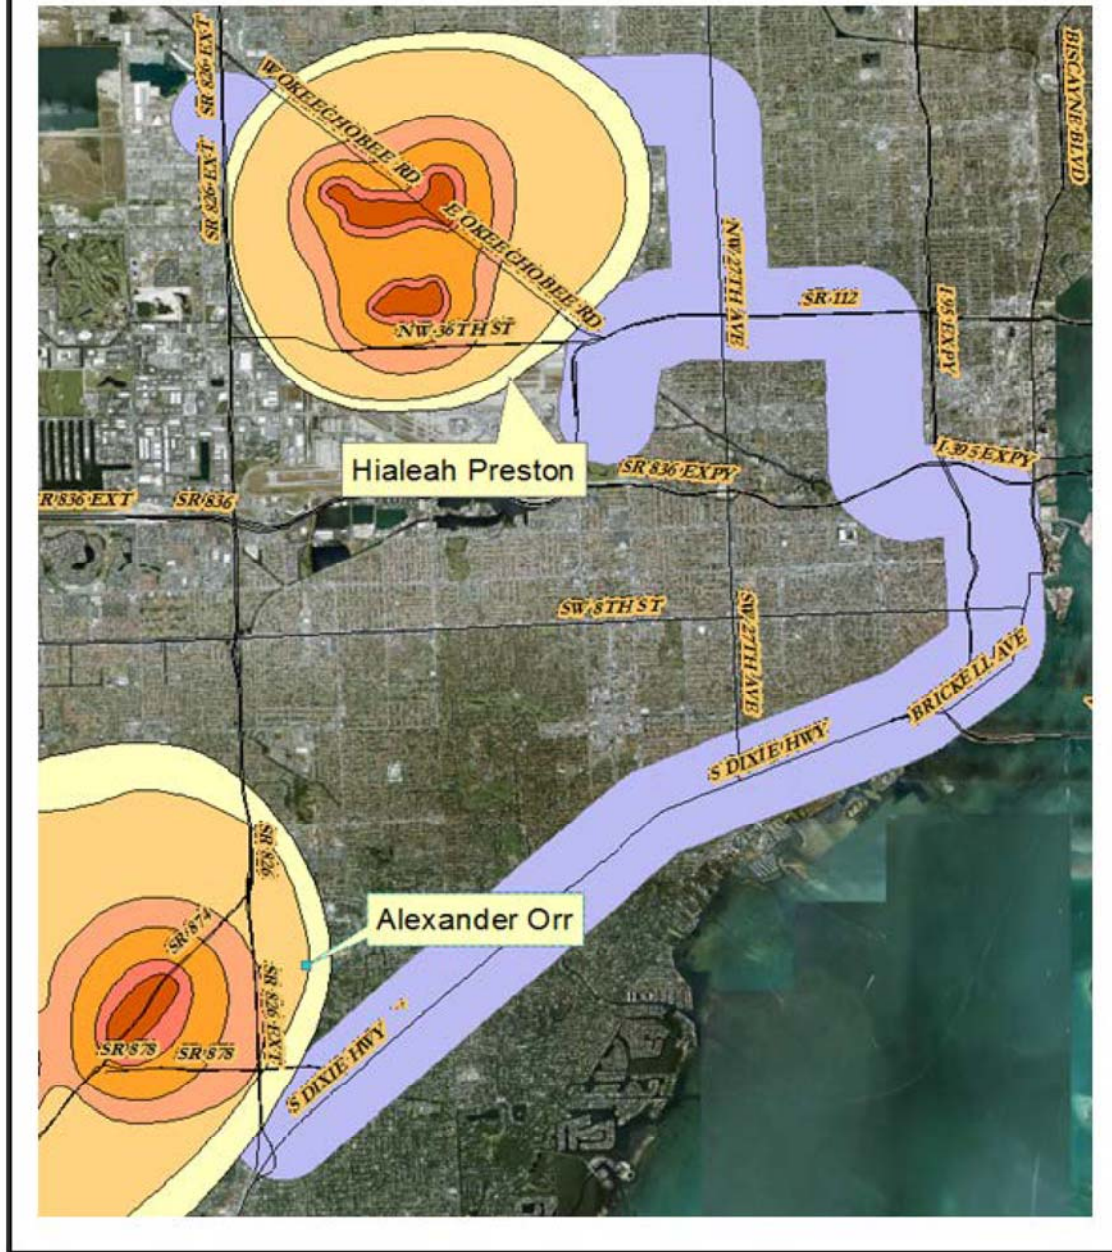 SR 826 EXT
W OKEECHOBEE RD
BISCAYNE BLVD
SR 826 EXT
E OKEECHOBEE RD
NW 27TH AVE
SR 112
I 95 EXPY
NW 36TH ST
Hialeah Preston
SR 836 EXPY
I-395 EXPY
R 836 EXT
SR 836
SW 8TH ST
SW 27TH AVE
BRICKELL AVE
S DIXIE HWY
SR 826
Alexander Orr
SR 874
SR 826 EXT
SR 878
SR 878
S DIXIE HWY